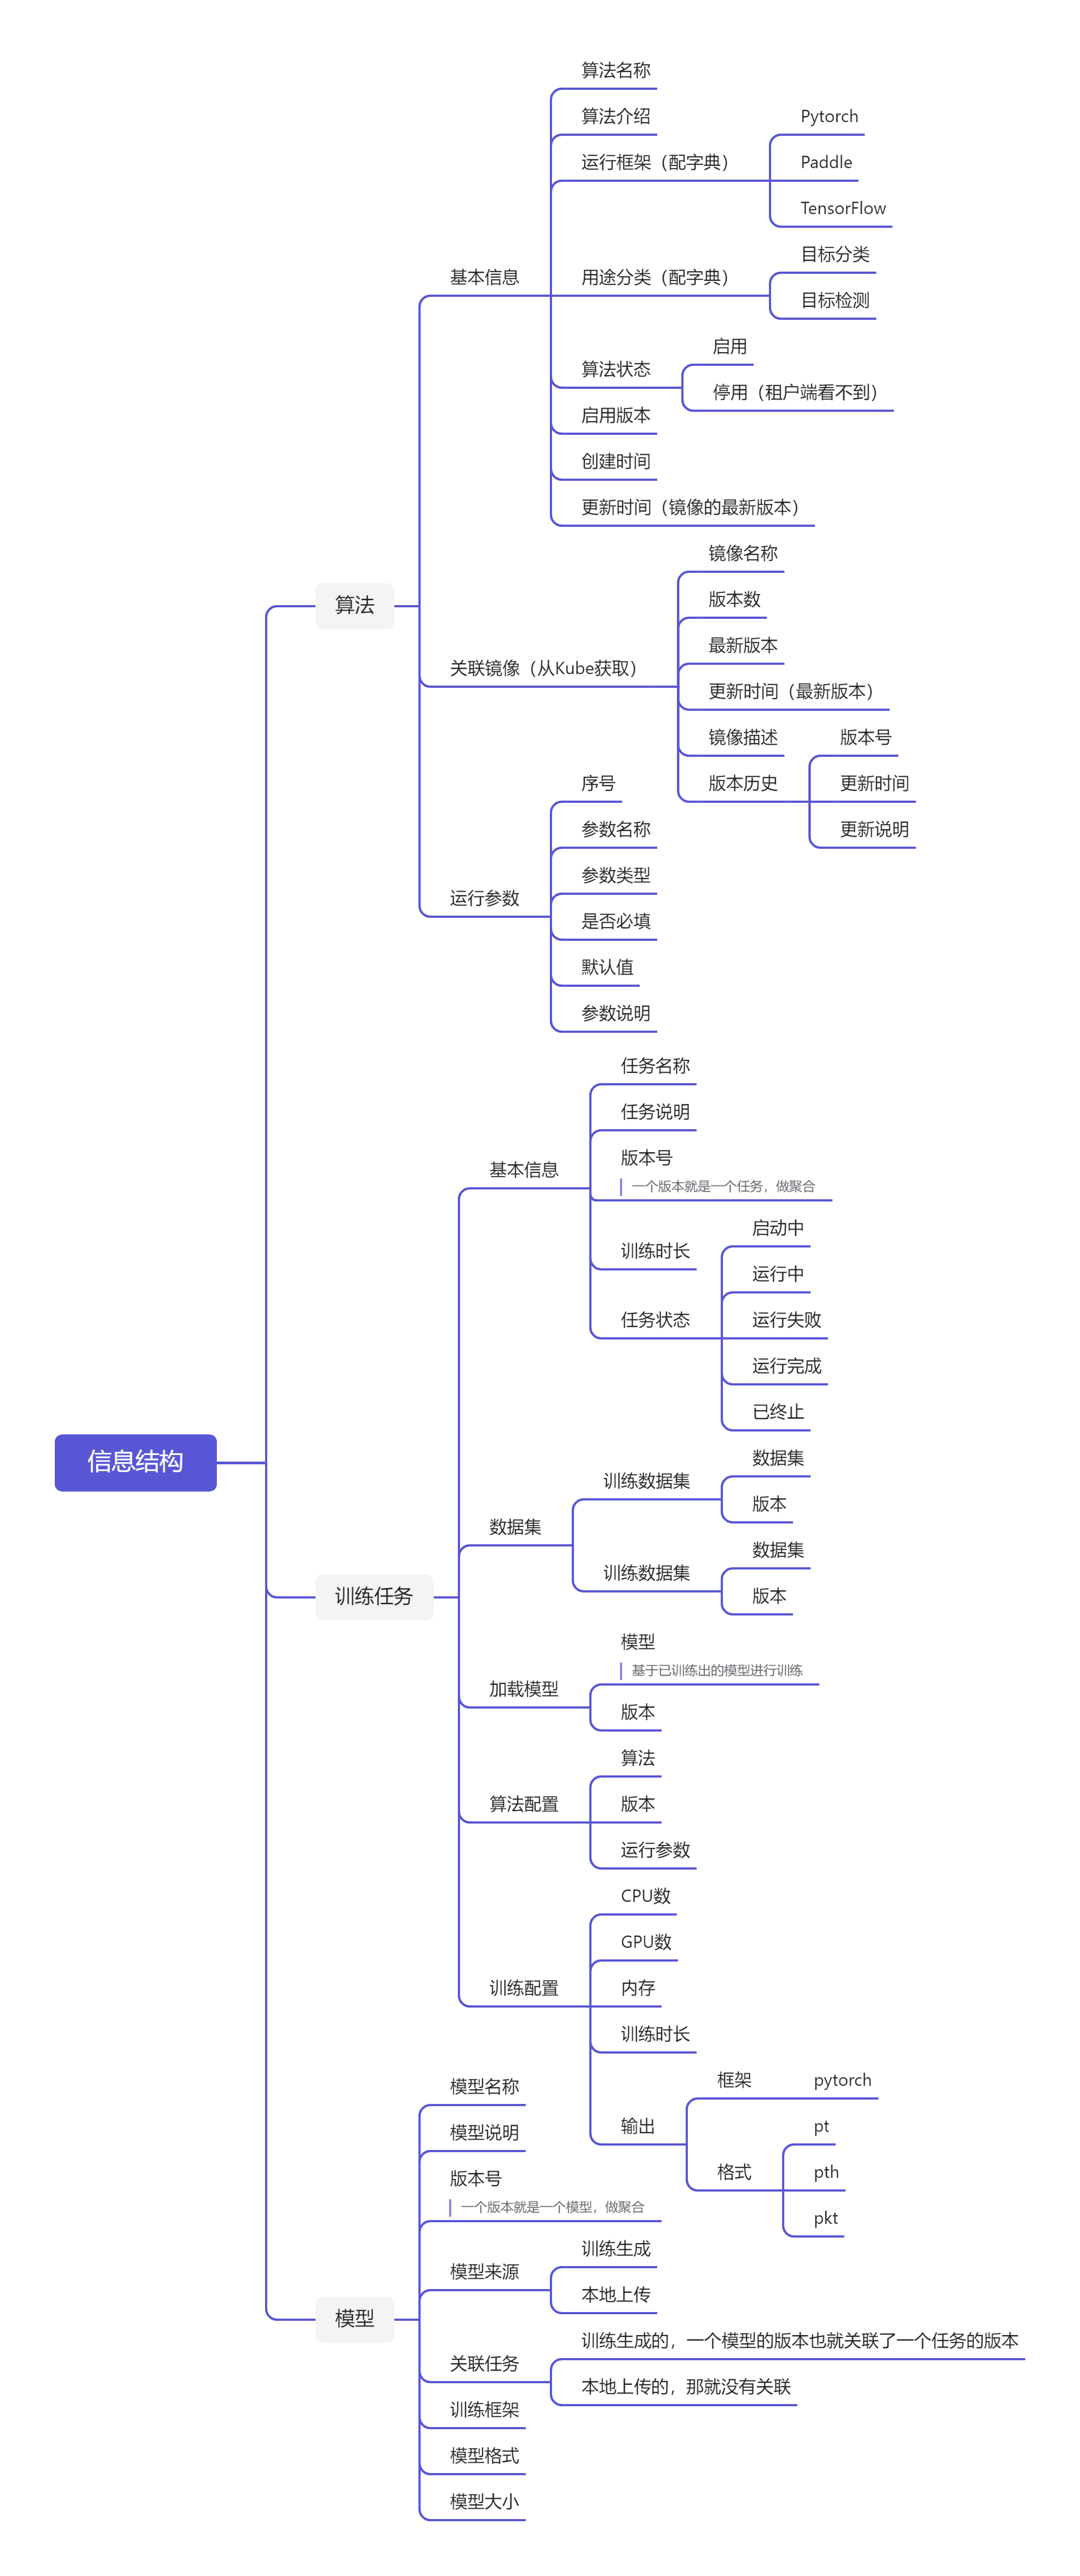 信息结构
算法
基本信息
算法名称
算法介绍
运行框架（配字典）
Pytorch
Paddle
TensorFlow
用途分类（配字典）
目标分类
目标检测
算法状态
启用
停用（租户端看不到）
启用版本
创建时间
更新时间（镜像的最新版本）
关联镜像（从Kube获取）
镜像名称
版本数
最新版本
更新时间（最新版本）
镜像描述
版本历史
版本号
更新时间
更新说明
运行参数
序号
参数名称
参数类型
是否必填
默认值
参数说明
训练任务
基本信息
任务名称
任务说明
版本号
一个版本就是一个任务，做聚合
训练时长
任务状态
启动中
运行中
运行失败
运行完成
已终止
数据集
训练数据集
数据集
版本
训练数据集
数据集
版本
加载模型
模型
基于已训练出的模型进行训练
版本
算法配置
算法
版本
运行参数
训练配置
CPU数
GPU数
内存
训练时长
输出
框架
pytorch
格式
pt
pth
pkt
模型
模型名称
模型说明
版本号
一个版本就是一个模型，做聚合
模型来源
训练生成
本地上传
关联任务
训练生成的，一个模型的版本也就关联了一个任务的版本
本地上传的，那就没有关联
训练框架
模型格式
模型大小